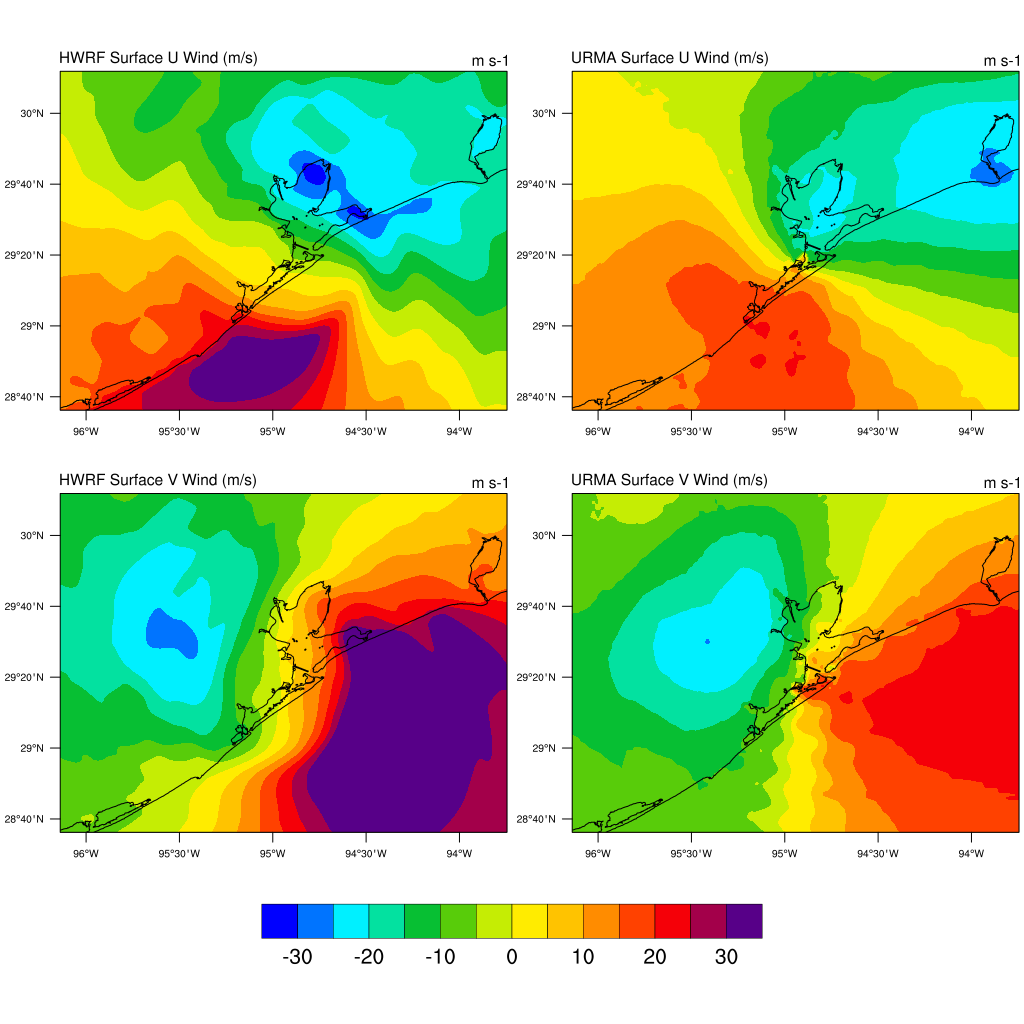 HWRF Surface U Wind (m/s) m s-1
URMA Surface U Wind (m/s) m s-1
30°N
29°40'N
29°20'N
29°N
28°40'N
96°W 95°30'W 95°W 94°30'W 94°W
30°N
29°40'N
29°20'N
29°N
28°40'N
96°W 95°30'W 95°W 94°30'W 94°W
HWRF Surface V Wind (m/s) m s-1
URMA Surface V Wind (m/s) m s-1
30°N
29°40'N
29°20'N
29°N
28°40'N
96°W 95°30'W 95°W 94°30'W 94°W
30°N
29°40'N
29°20'N
29°N
28°40'N
96°W 95°30'W 95°W 94°30'W 94°W
-30 -20 -10 0 10 20 30